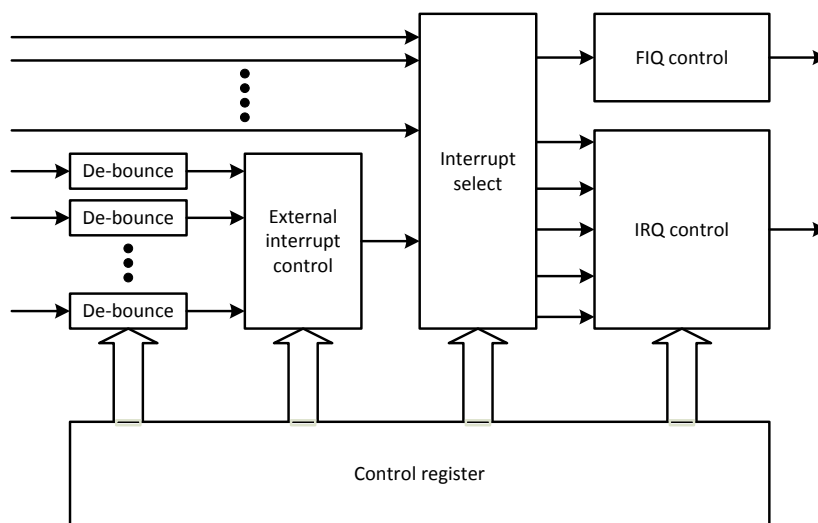 FIQ control
Interrupt
select
De-bounce
De-bounce
External
interrupt
control
IRQ control
De-bounce
Control register